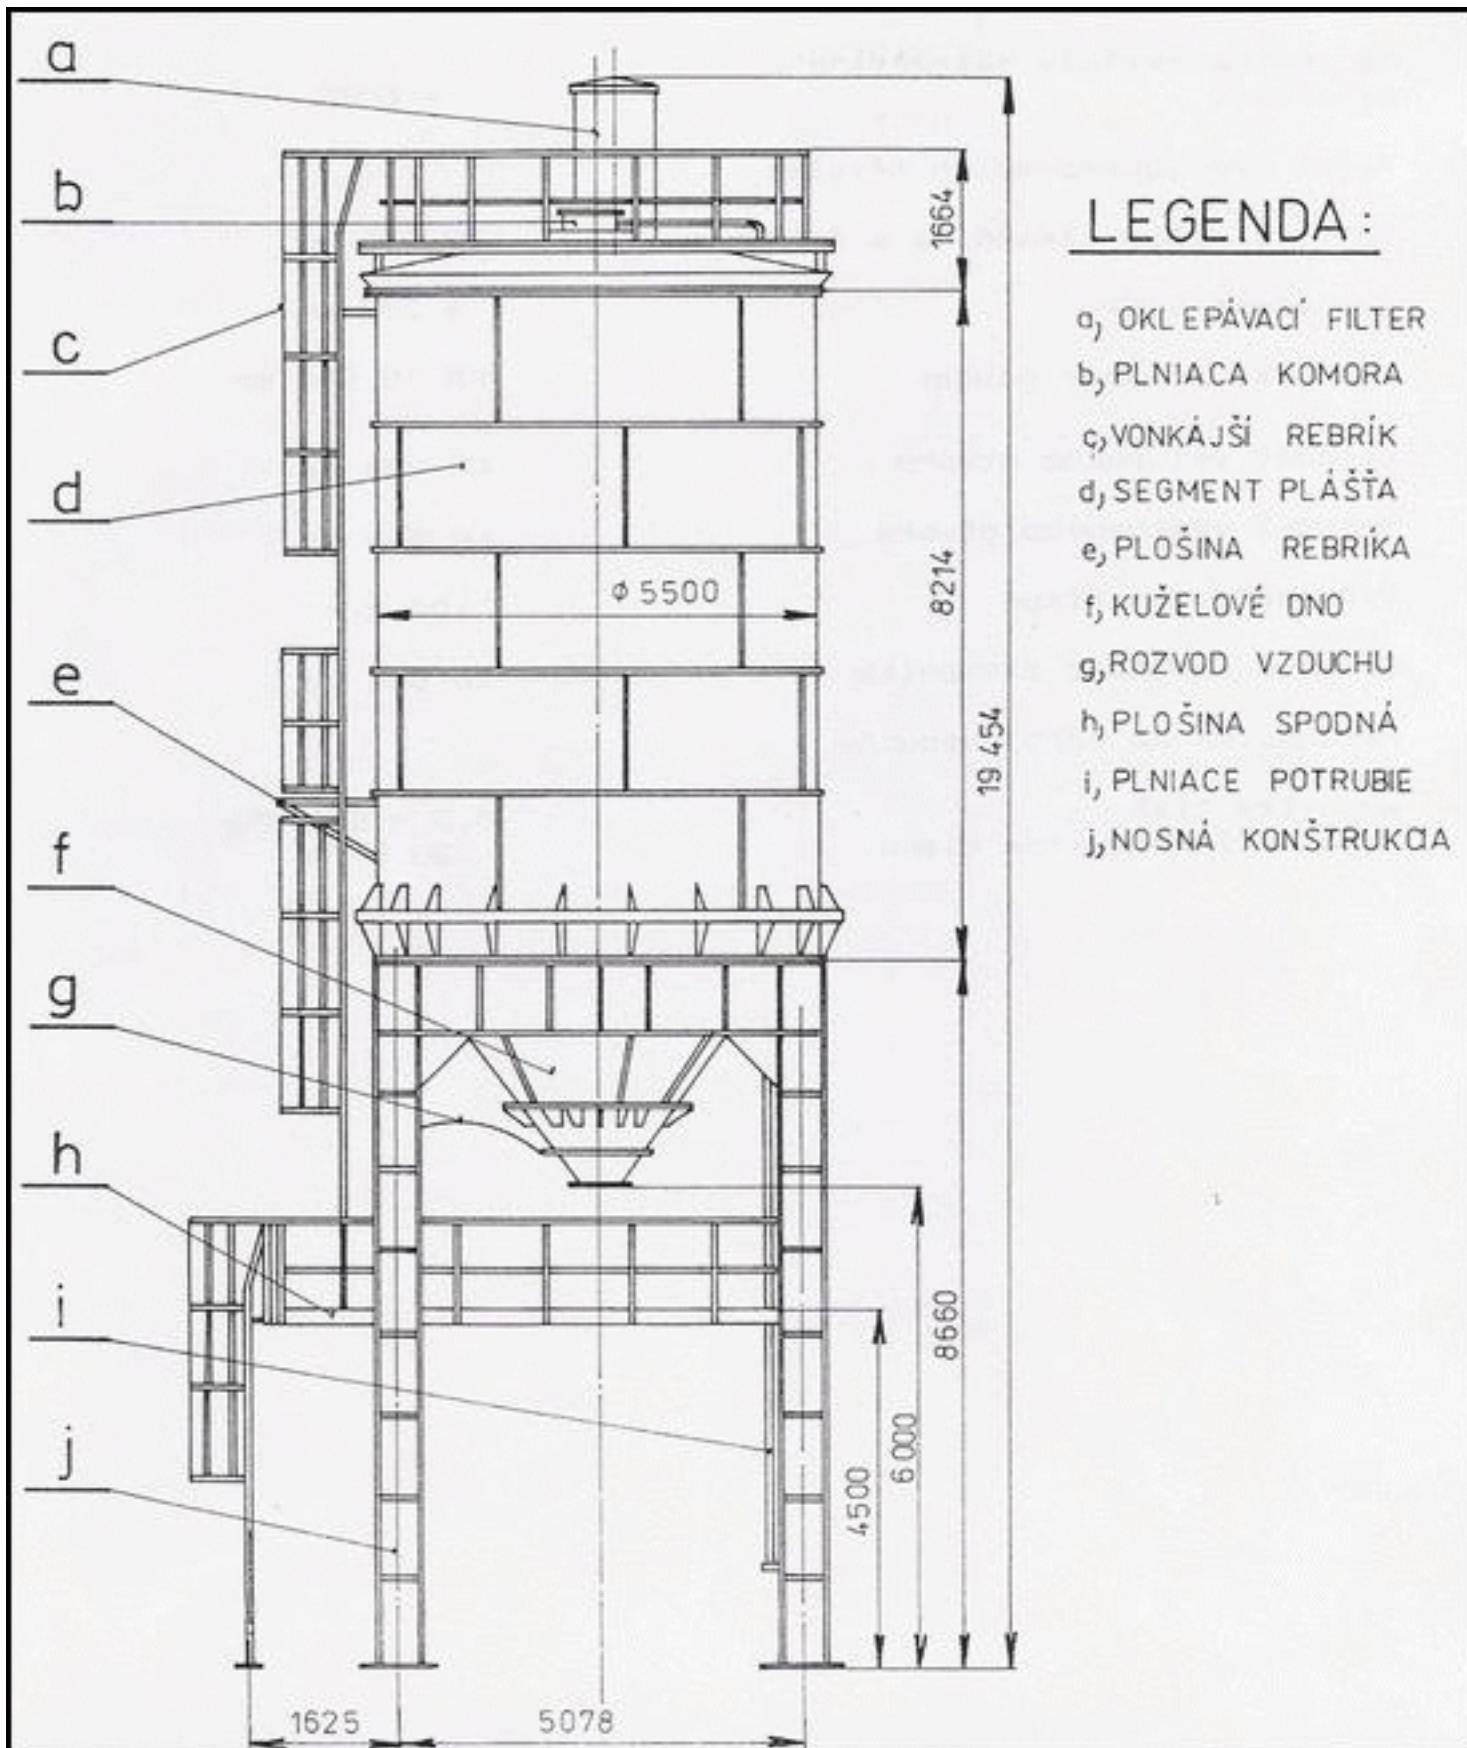 a
b
c
d
e
f
g
h
i
j
LEGENDA:
a, OKLEPÁVACÍ FILTER
b, PLNIACA KOMORA
c, VONKÁJŠÍ REBRÍK
d, SEGMENT PLÁŠŤA
e, PLOŠINA REBRÍKA
f, KUŽELOVÉ DNO
g, ROZVOD VZDUCHU
h, PLOŠINA SPODNÁ
i, PLNIACE POTRUBIE
j, NOSNÁ KONŠTRUKCIA
1664
8214
19 454
φ 5500
8660
6 000
4500
1625
5078